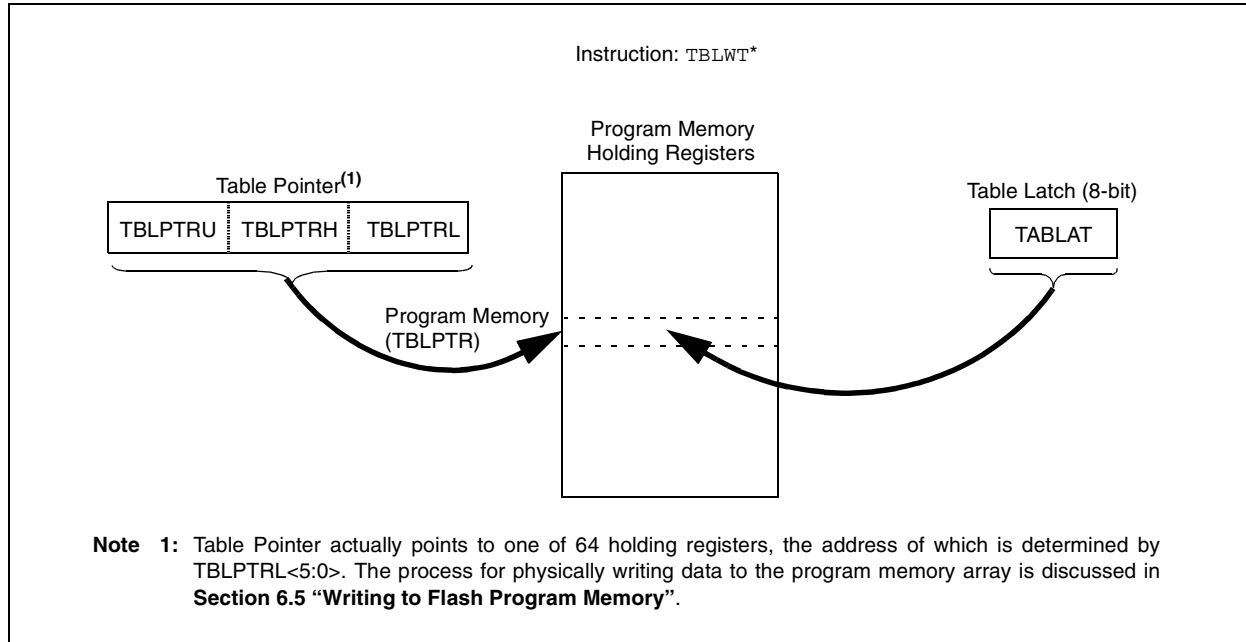 Instruction: TBLWT*
Program Memory
Holding Registers
Table Pointer(1)
Table Latch (8-bit)
TBLPTRU TBLPTRH TBLPTRL
TABLAT
Program Memory
(TBLPTR)
Note 1: Table Pointer actually points to one of 64 holding registers, the address of which is determined by
TBLPTRL<5:0>. The process for physically writing data to the program memory array is discussed in
Section 6.5 “Writing to Flash Program Memory”.